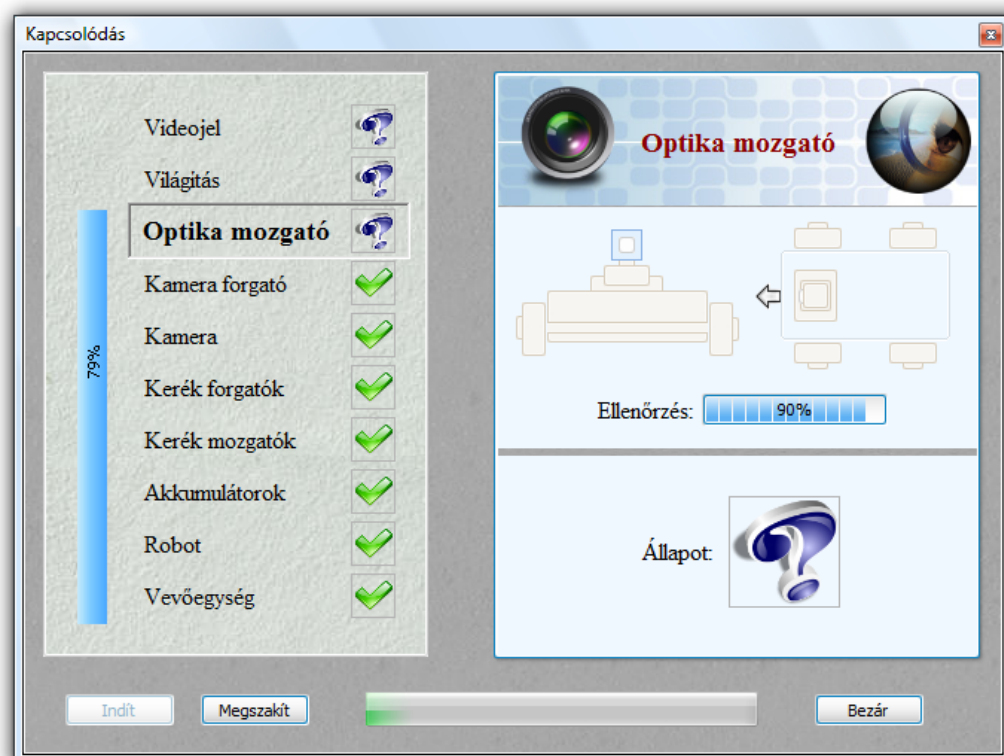 Kapcsolódás
Videojel
Világitás
Optika mozgató
Kamera forgató
Kamera
Kerék forgatók
Kerék mozgatók
Akkumulátorok
Robot
Vevőegység
79%
Optika mozgató
Ellenőrzés: 90%
Állapot:
Indít
Megszakít
Bezár